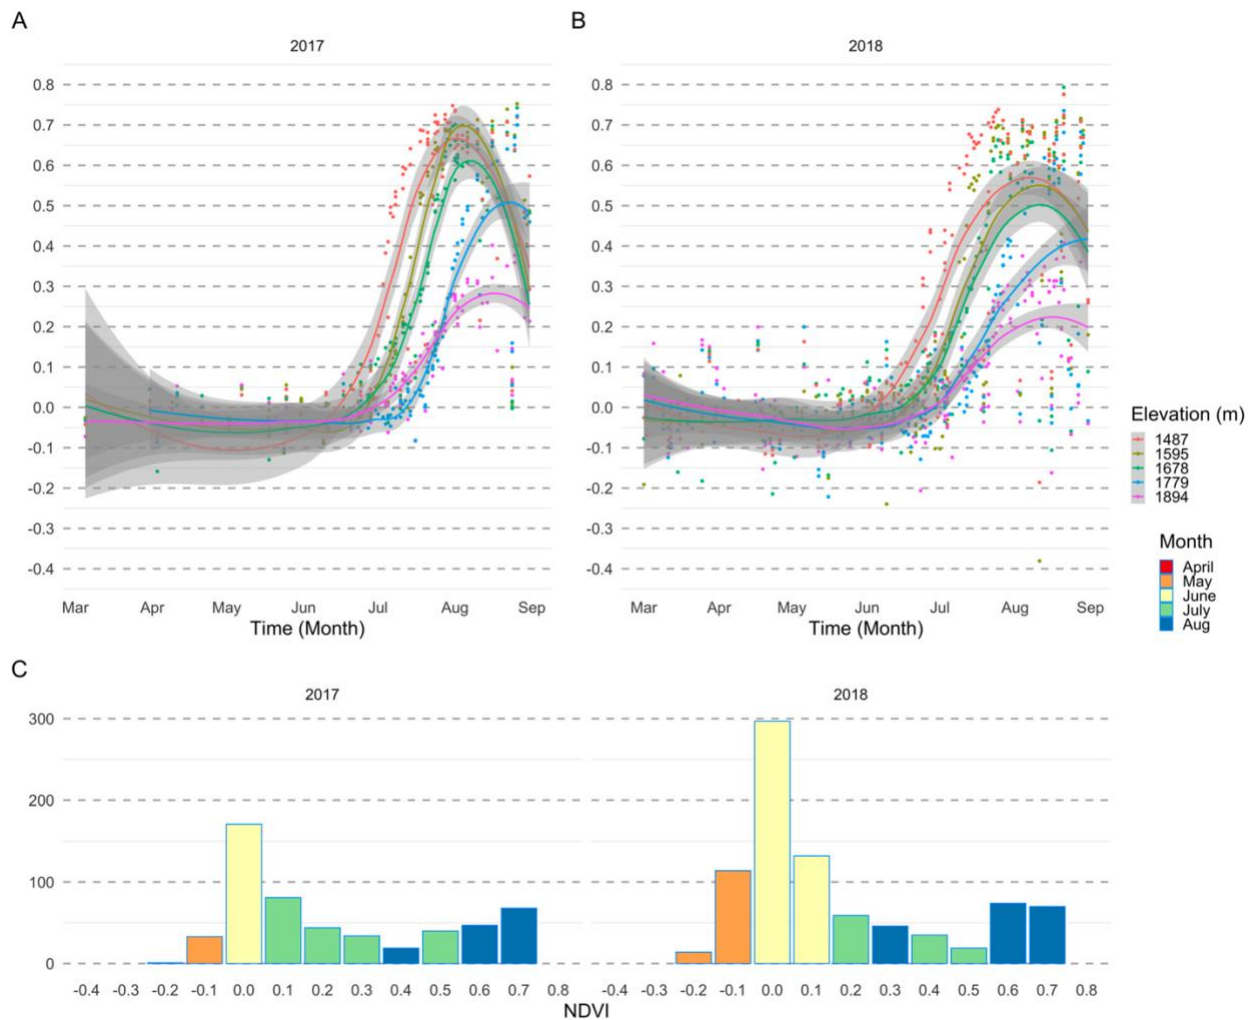 A
B
2017
2018
0.8
0.7
0.6
0.5
0.4
0.3
0.2
0.1
0.0
-0.1
-0.2
-0.3
-0.4
Mar Apr May Jun Jul Aug Sep
Time (Month)
0.8
0.7
0.6
0.5
0.4
0.3
0.2
0.1
0.0
-0.1
-0.2
-0.3
-0.4
Mar Apr May Jun Jul Aug Sep
Time (Month)
Elevation (m)
1487
1595
1678
1779
1894
Month
April
May
June
July
Aug
C
2017
2018
300
200
100
0
-0.4 -0.3 -0.2 -0.1 0.0 0.1 0.2 0.3 0.4 0.5 0.6 0.7 0.8
-0.4 -0.3 -0.2 -0.1 0.0 0.1 0.2 0.3 0.4 0.5 0.6 0.7 0.8
NDVI